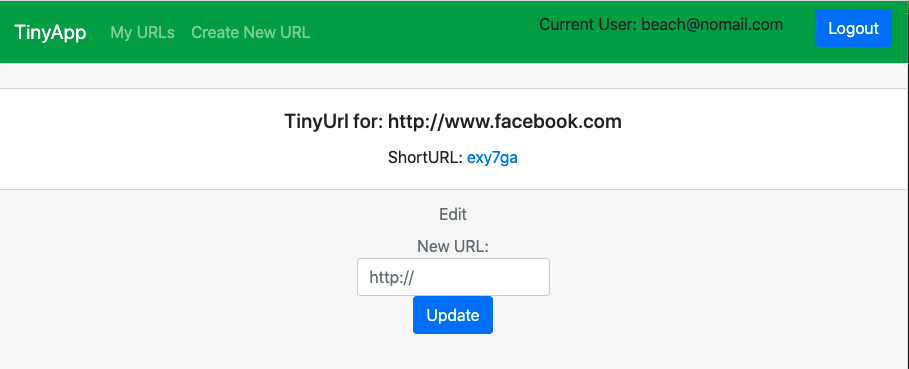 TinyApp My URLs Create New URL Current User: beach@nomail.com Logout
TinyUrl for: http://www.facebook.com
ShortURL: exy7ga
Edit
New URL:
http://
Update